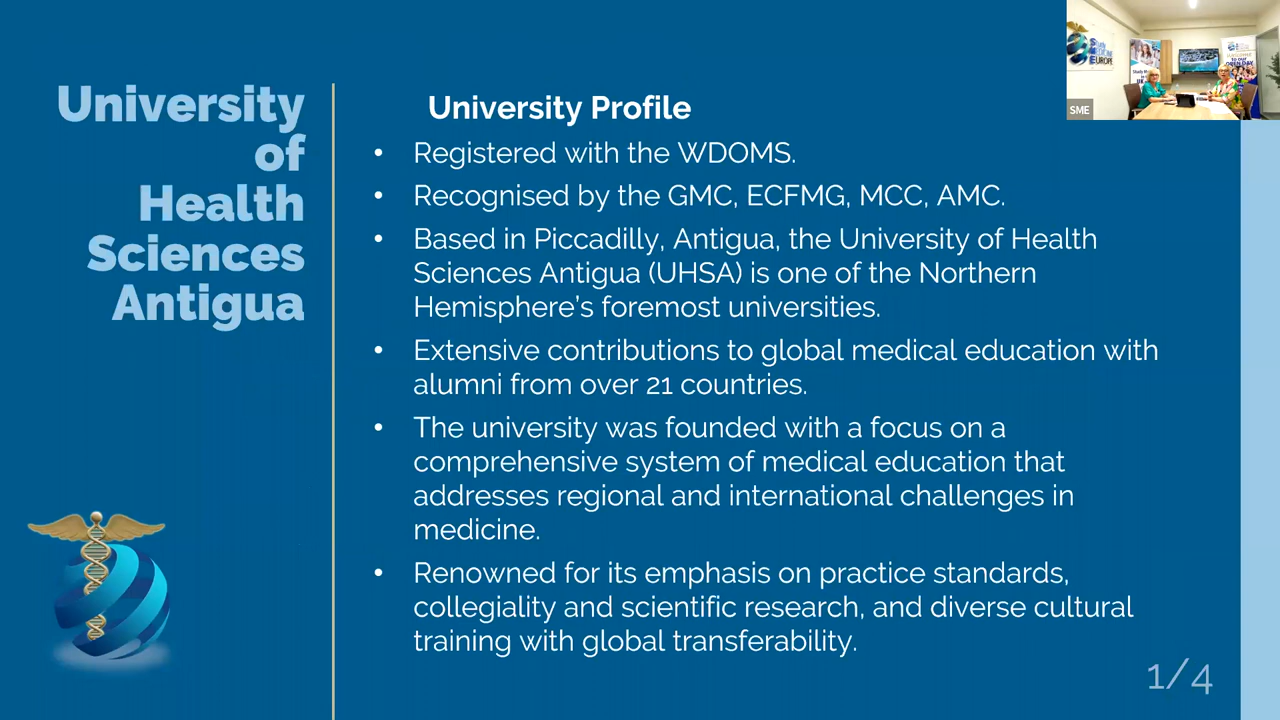 University
of
Health
Sciences
Antigua
University Profile
• Registered with the WDOMS.
• Recognised by the GMC, ECFMG, MCC, AMC.
• Based in Piccadilly, Antigua, the University of Health
Sciences Antigua (UHSA) is one of the Northern
Hemisphere's foremost universities.
• Extensive contributions to global medical education with
alumni from over 21 countries.
• The university was founded with a focus on a
comprehensive system of medical education that
addresses regional and international challenges in
medicine.
• Renowned for its emphasis on practice standards,
collegiality and scientific research, and diverse cultural
training with global transferability.
1/4
SME